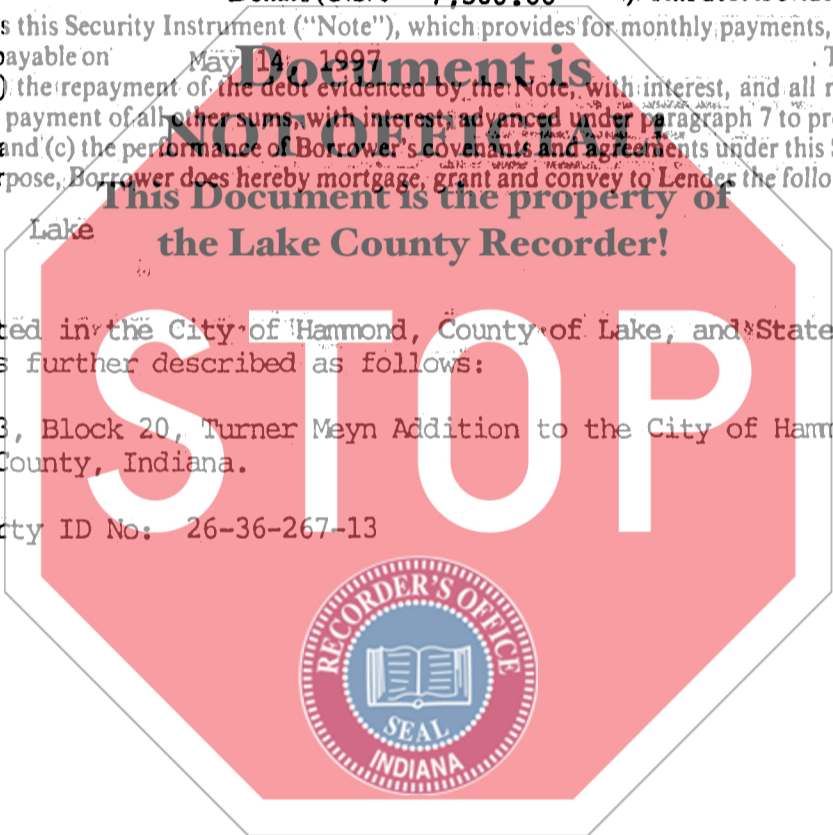 s this Security Instrument ("Note"), which provides for monthly payments,
payable on May 14, 1997 .
) the repayment of the debt evidenced by the Note, with interest, and all r
payment of all other sums, with interest, advanced under paragraph 7 to pr
and (c) the performance of Borrower's covenants and agreements under this
rpose, Borrower does hereby mortgage, grant and convey to Lender the follo
Lake
Document is
NOT OFFICIAL!
This Document is the property of
the Lake County Recorder!
ted in the City of Hammond, County of Lake, and State
s further described as follows:
3, Block 20, Turner Meyn Addition to the City of Hamm
County, Indiana.
rty ID No: 26-36-267-13
STOP
RECORDER'S OFFICE
SEAL
INDIANA